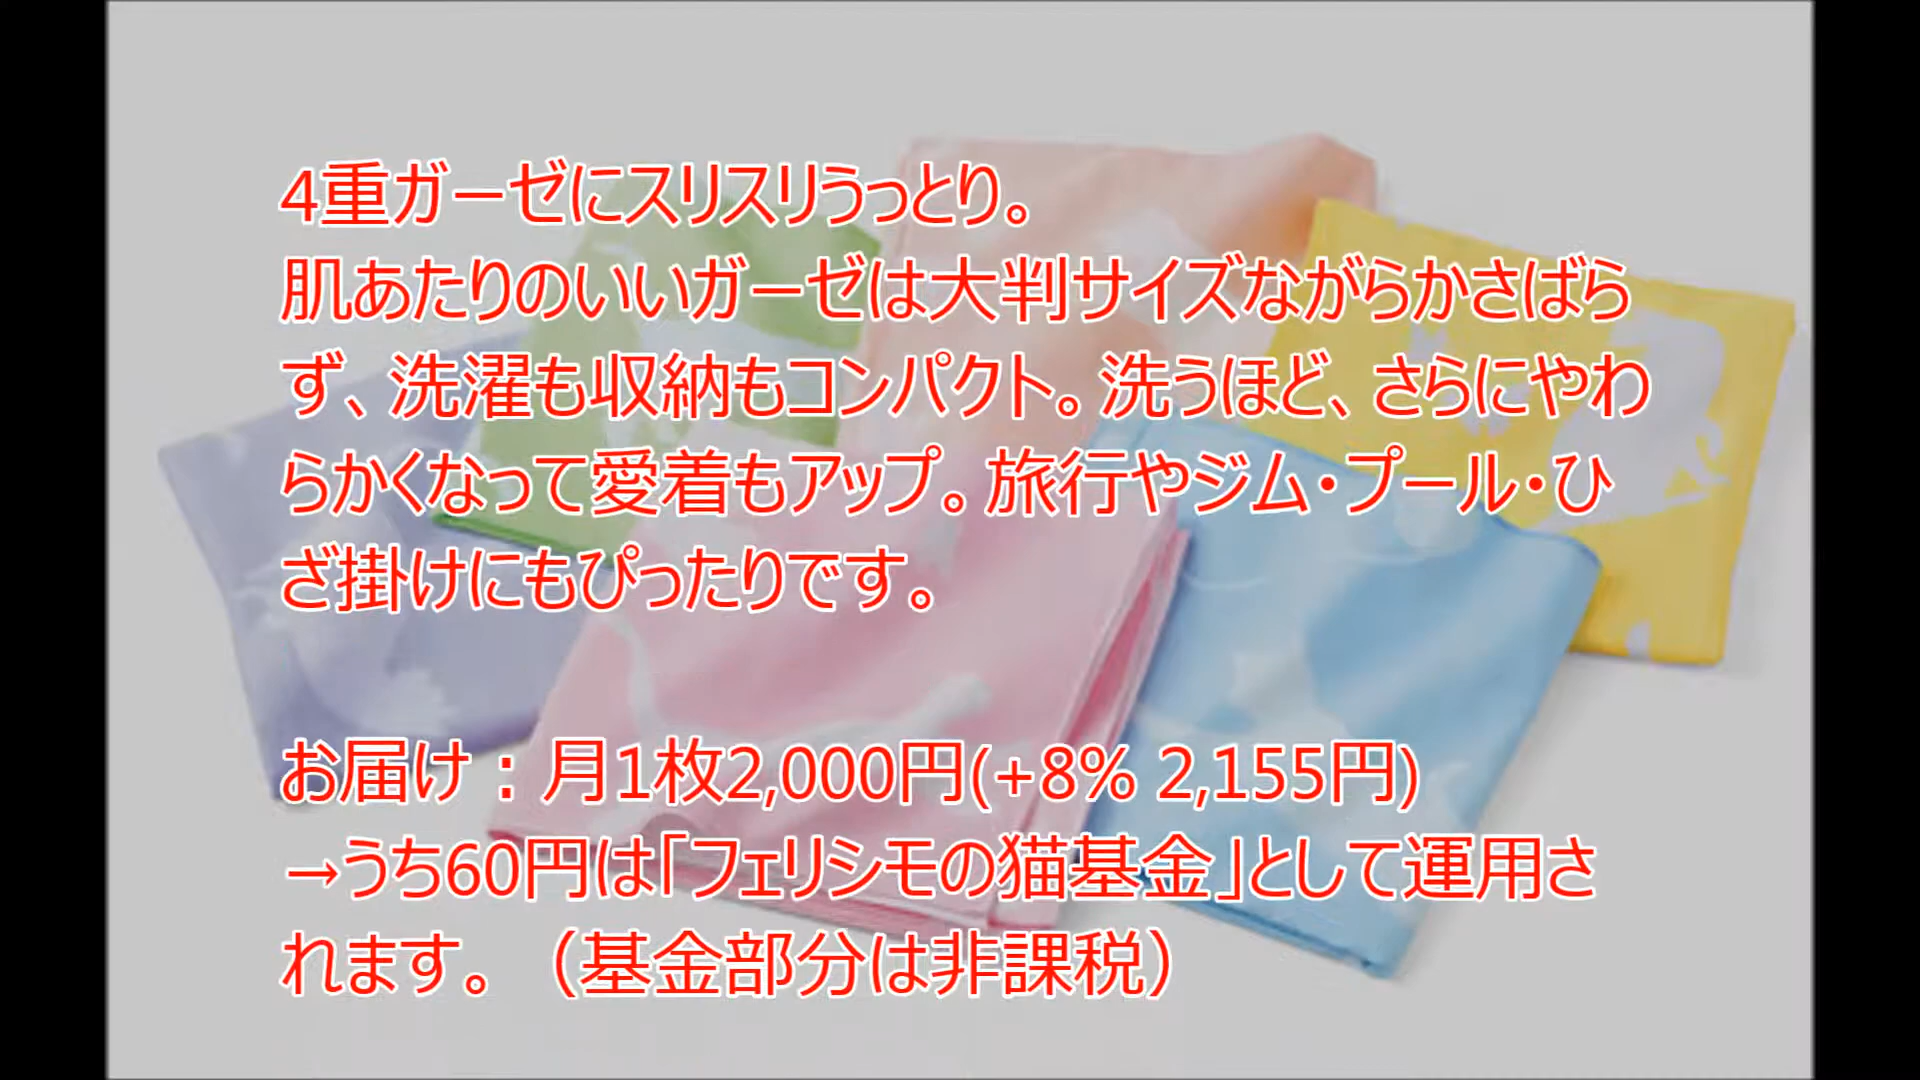 4重ガーゼにスリスリうっとり。
肌あたりのいいガーゼは大判サイズながらかさばら
ず、洗濯も収納もコンパクト。洗うほど、さらにやわ
らかくなって愛着もアップ。旅行やジム・プール・ひ
ざ掛けにもぴったりです。
お届け：月1枚2,000円(+8% 2,155円)
→うち60円は「フェリシモの猫基金」として運用さ
れます。（基金部分は非課税）